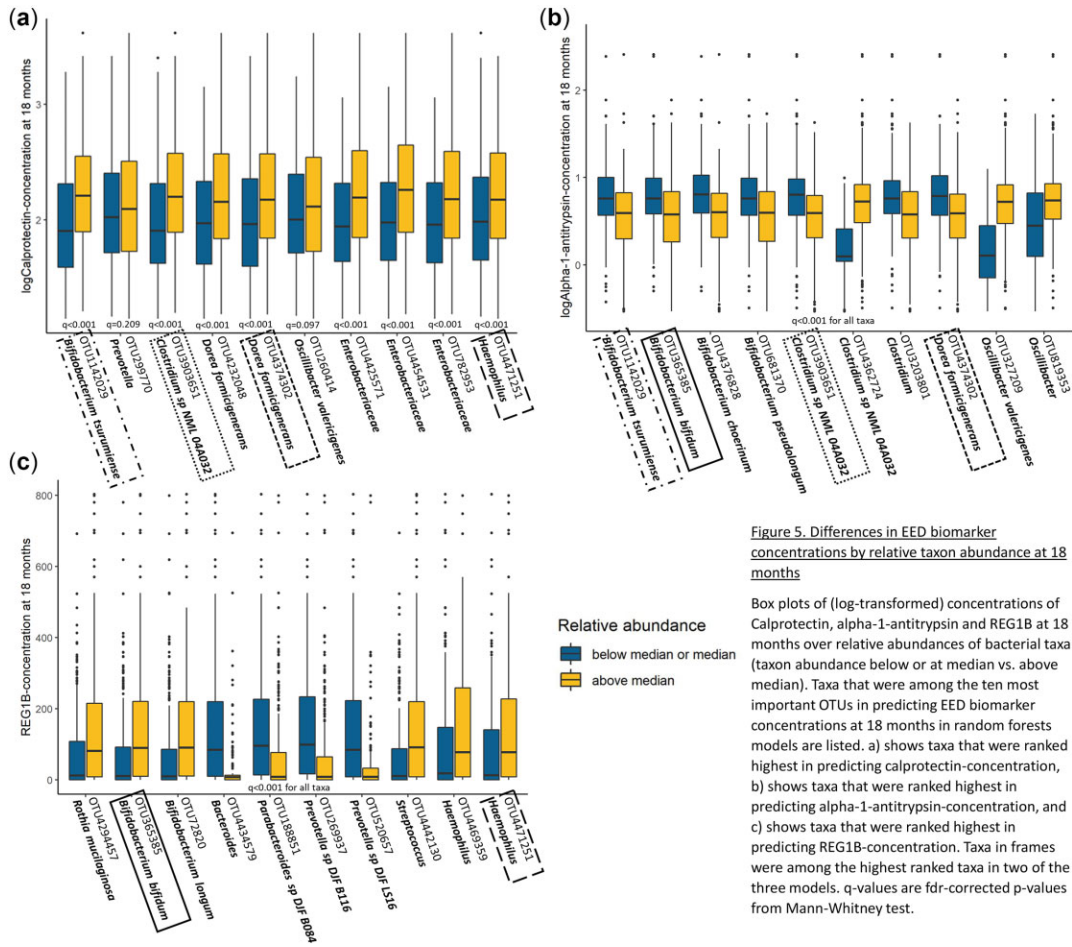 (a)
logCalprotectin-concentration at 18 months
3
2
q<0.001 q=0.209 q<0.001 q<0.001 q<0.001 q=0.097 q<0.001 q<0.001 q<0.001 q<0.001
OTU1142029
Bifidobacterium tsurumiense
OTU299770
Prevotella
OTU3903651
Clostridium sp NML 04A032
OTU4232048
Dorea formicigenerans
OTU4374302
Dorea formicigenerans
OTU260414
Oscillibacter valericigenes
OTU4425571
Enterobacteriaceae
OTU4454531
Enterobacteriaceae
OTU782953
Enterobacteriaceae
OTU4471251
Haemophilus
(b)
logAlpha-1-antitrypsin-concentration at 18 months
2
1
0
q<0.001 for all taxa
OTU1142029
Bifidobacterium tsurumiense
OTU365385
Bifidobacterium bifidum
OTU4376828
Bifidobacterium choerinum
OTU681370
Bifidobacterium pseudolongum
OTU3903651
Clostridium sp NML 04A032
OTU4362724
Clostridium sp NML 04A032
OTU3203801
Clostridium
OTU4374302
Dorea formicigenerans
OTU327209
Oscillibacter valericigenes
OTU819353
Oscillibacter
(c)
REG1B-concentration at 18 months
800
600
400
200
0
q<0.001 for all taxa
OTU4294457
Rothia mucilaginosa
OTU365385
Bifidobacterium bifidum
OTU72820
Bifidobacterium longum
OTU4434579
Bacteroides
OTU188851
Parabacteroides sp DJF B084
OTU269937
Prevotella sp DJF B116
OTU520657
Prevotella sp DJF LS16
OTU4442130
Streptococcus
OTU4469359
Haemophilus
OTU4471251
Haemophilus
Relative abundance
below median or median
above median
Figure 5. Differences in EED biomarker
concentrations by relative taxon abundance at 18
months
Box plots of (log-transformed) concentrations of
Calprotectin, alpha-1-antitrypsin and REG1B at 18
months over relative abundances of bacterial taxa
(taxon abundance below or at median vs. above
median). Taxa that were among the ten most
important OTUs in predicting EED biomarker
concentrations at 18 months in random forests
models are listed. a) shows taxa that were ranked
highest in predicting calprotectin-concentration,
b) shows taxa that were ranked highest in
predicting alpha-1-antitrypsin-concentration, and
c) shows taxa that were ranked highest in
predicting REG1B-concentration. Taxa in frames
were among the highest ranked taxa in two of the
three models. q-values are fdr-corrected p-values
from Mann-Whitney test.